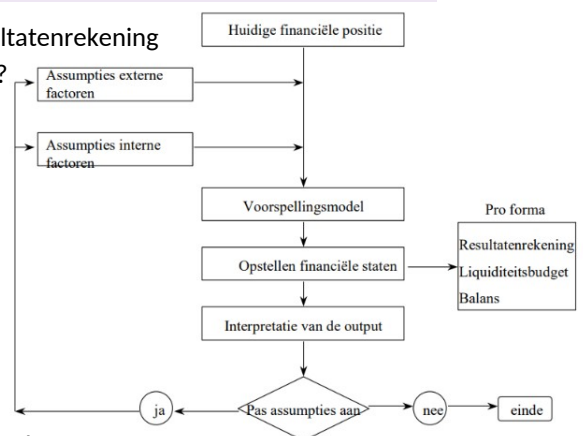 ltatenrekening
?
Huidige financiële positie
Assumpties externe
factoren
Assumpties interne
factoren
Voorspellingsmodel
Pro forma
Opstellen financiële staten
Resultatenrekening
Liquiditeitsbudget
Balans
Interpretatie van de output
ja
Pas assumpties aan
nee
einde